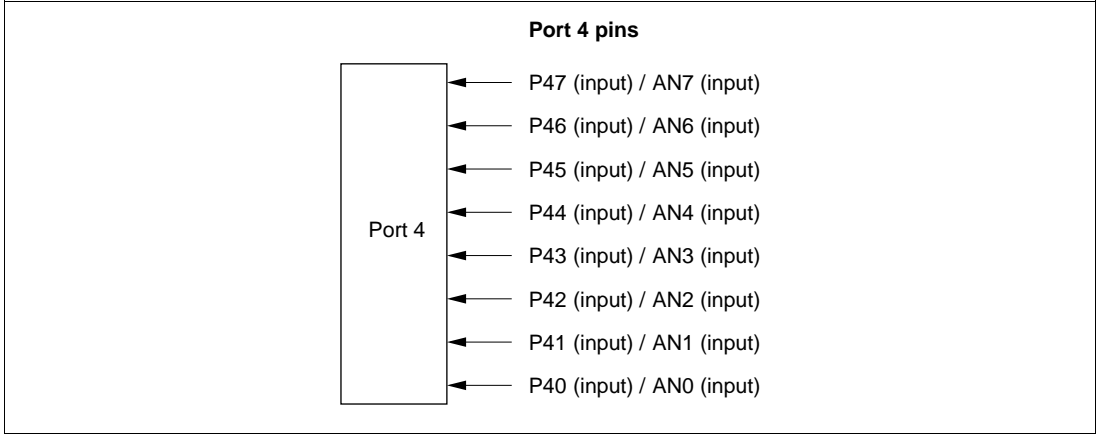 Port 4 pins
P47 (input) / AN7 (input)
P46 (input) / AN6 (input)
P45 (input) / AN5 (input)
P44 (input) / AN4 (input)
Port 4
P43 (input) / AN3 (input)
P42 (input) / AN2 (input)
P41 (input) / AN1 (input)
P40 (input) / AN0 (input)